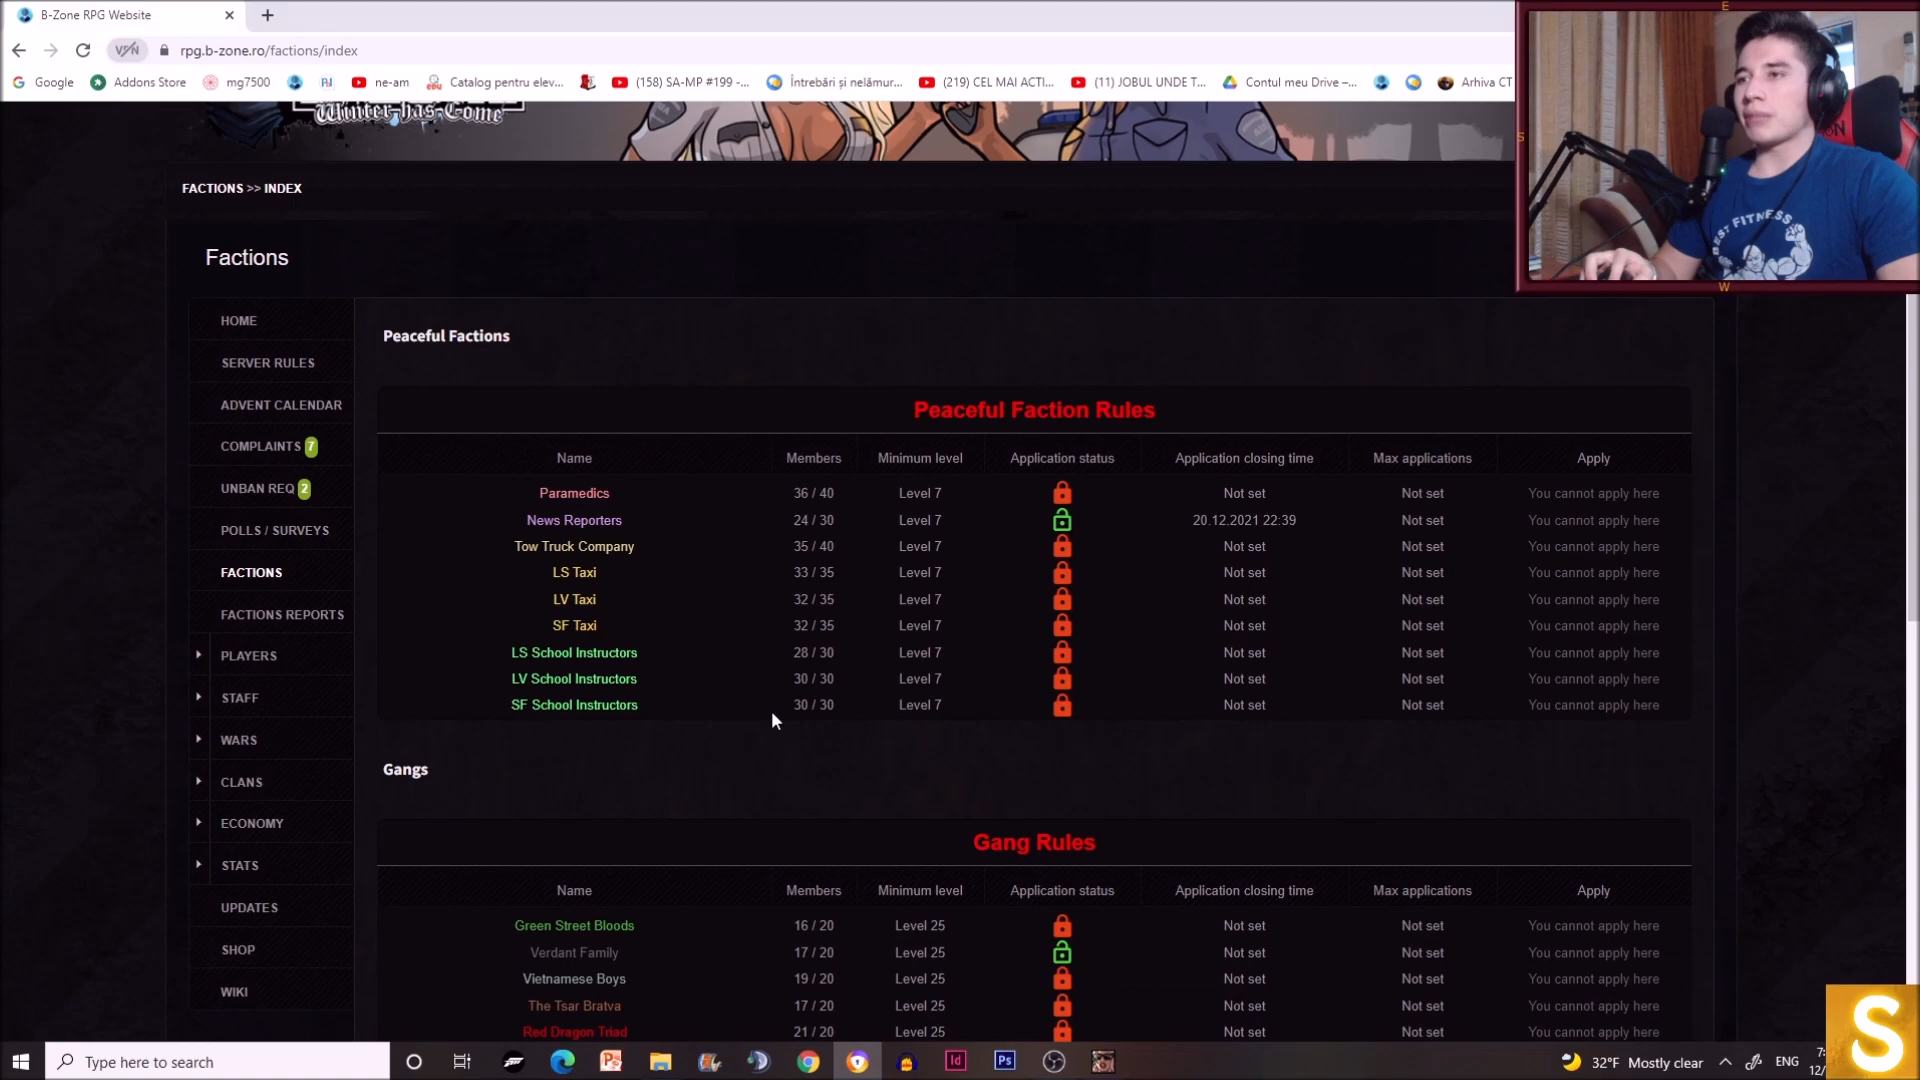 B-Zone RPG Website
VPN rpg.b-zone.ro/factions/index
Google Addons Store mg7500 ne-am Catalog pentru elev... (158) SA-MP #199 -... Întrebări și nelămur... (219) CEL MAI ACTI... (11) JOBUL UNDE T... Contul meu Drive –... Arhiva CT
Winter has Come
FACTIONS >> INDEX
Factions
HOME
SERVER RULES
ADVENT CALENDAR
COMPLAINTS 7
UNBAN REQ 2
POLLS / SURVEYS
FACTIONS
FACTIONS REPORTS
PLAYERS
STAFF
WARS
CLANS
ECONOMY
STATS
UPDATES
SHOP
WIKI
Peaceful Factions
Peaceful Faction Rules
Name Members Minimum level Application status Application closing time Max applications Apply
Paramedics 36 / 40 Level 7 Not set Not set You cannot apply here
News Reporters 24 / 30 Level 7 20.12.2021 22:39 Not set You cannot apply here
Tow Truck Company 35 / 40 Level 7 Not set Not set You cannot apply here
LS Taxi 33 / 35 Level 7 Not set Not set You cannot apply here
LV Taxi 32 / 35 Level 7 Not set Not set You cannot apply here
SF Taxi 32 / 35 Level 7 Not set Not set You cannot apply here
LS School Instructors 28 / 30 Level 7 Not set Not set You cannot apply here
LV School Instructors 30 / 30 Level 7 Not set Not set You cannot apply here
SF School Instructors 30 / 30 Level 7 Not set Not set You cannot apply here
Gangs
Gang Rules
Name Members Minimum level Application status Application closing time Max applications Apply
Green Street Bloods 16 / 20 Level 25 Not set Not set You cannot apply here
Verdant Family 17 / 20 Level 25 Not set Not set You cannot apply here
Vietnamese Boys 19 / 20 Level 25 Not set Not set You cannot apply here
The Tsar Bratva 17 / 20 Level 25 Not set Not set You cannot apply here
Red Dragon Triad 21 / 20 Level 25 Not set Not set You cannot apply here
E
S
W
BEST FITNESS
S
Type here to search
Id
Ps
32°F Mostly clear
ENG